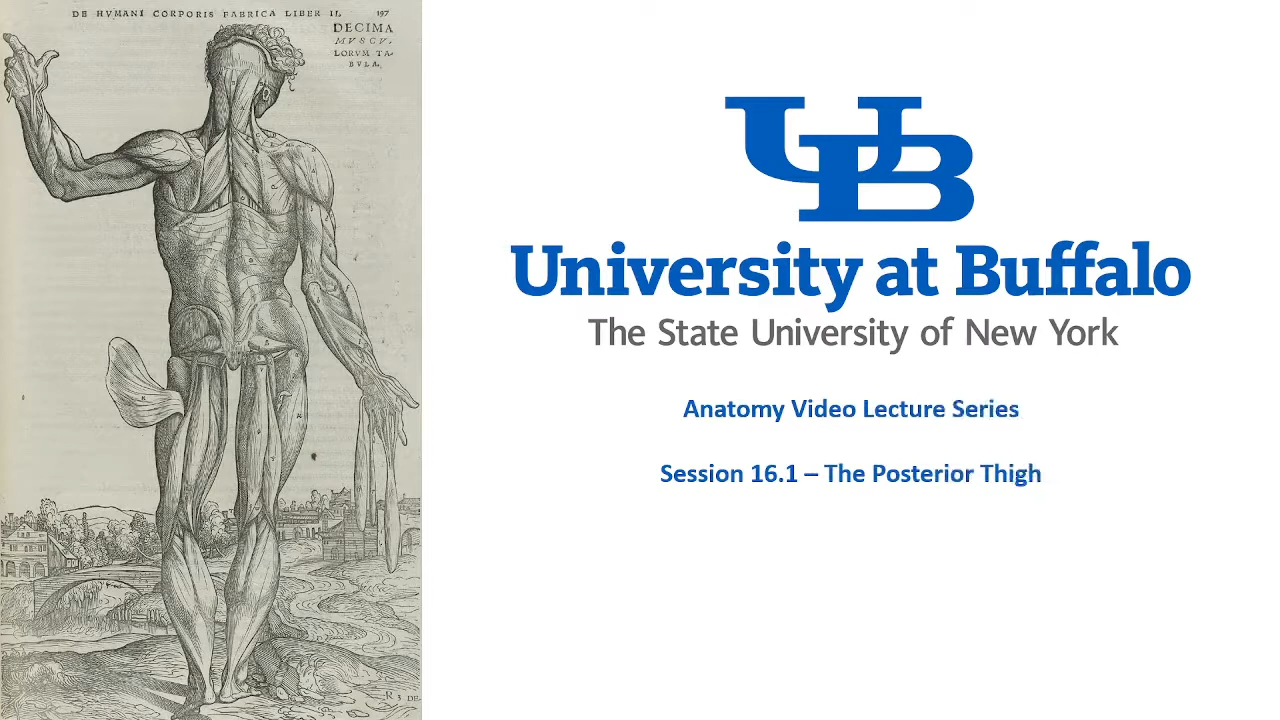 DE HVMANI CORPORIS FABRICA LIBER II. 197
DECIMA
MVSCV-
LORVM TA-
BVLA.
UB
University at Buffalo
The State University of New York
Anatomy Video Lecture Series
Session 16.1 – The Posterior Thigh